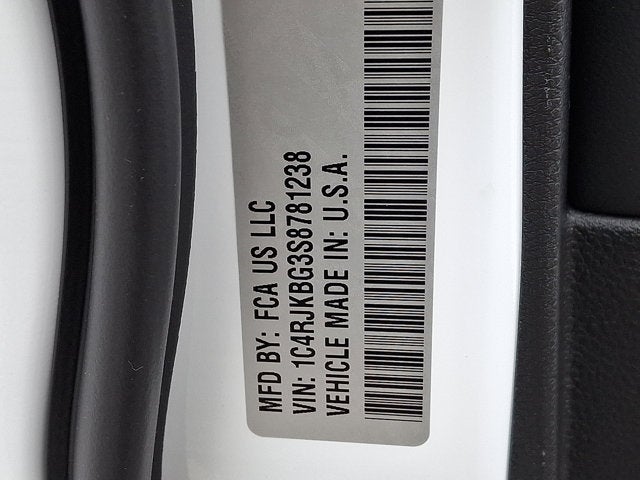 MFD BY: FCA US LLC
VIN: 1C4RJKBG3S8781238
VEHICLE MADE IN: U.S.A.